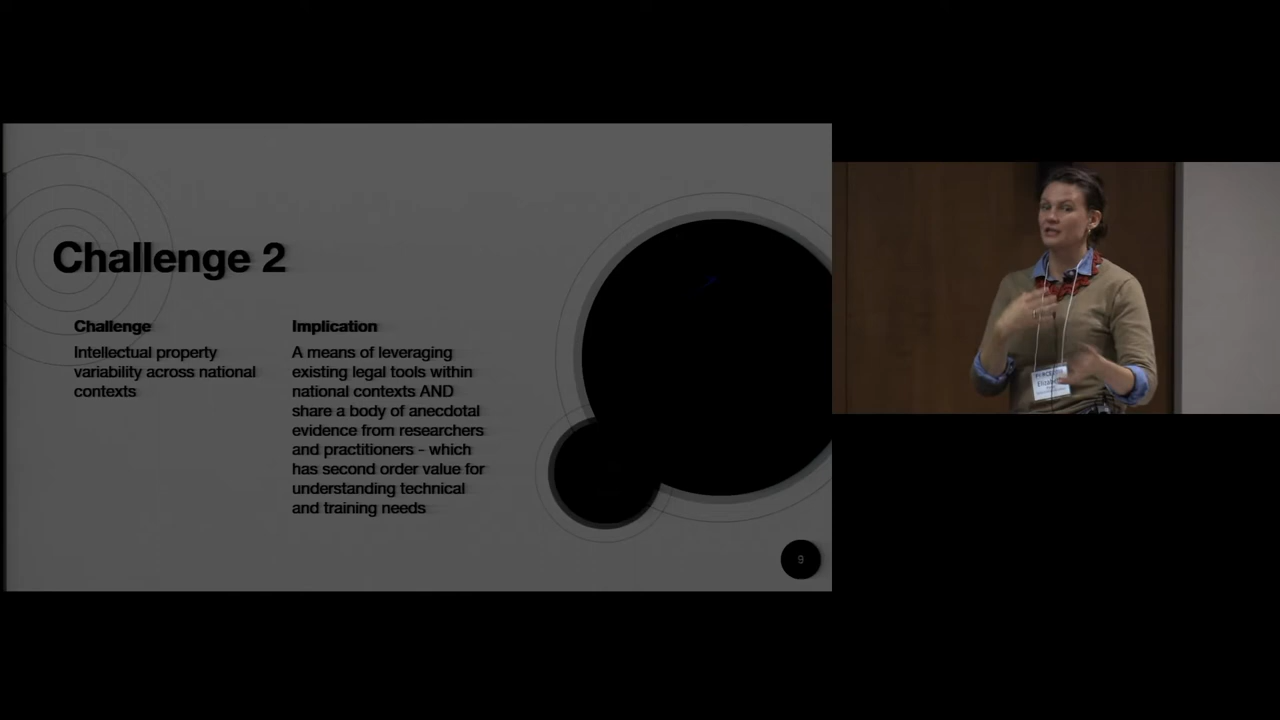 Challenge 2
Challenge
Intellectual property
variability across national
contexts
Implication
A means of leveraging
existing legal tools within
national contexts AND
share a body of anecdotal
evidence from researchers
and practitioners - which
has second order value for
understanding technical
and training needs
9